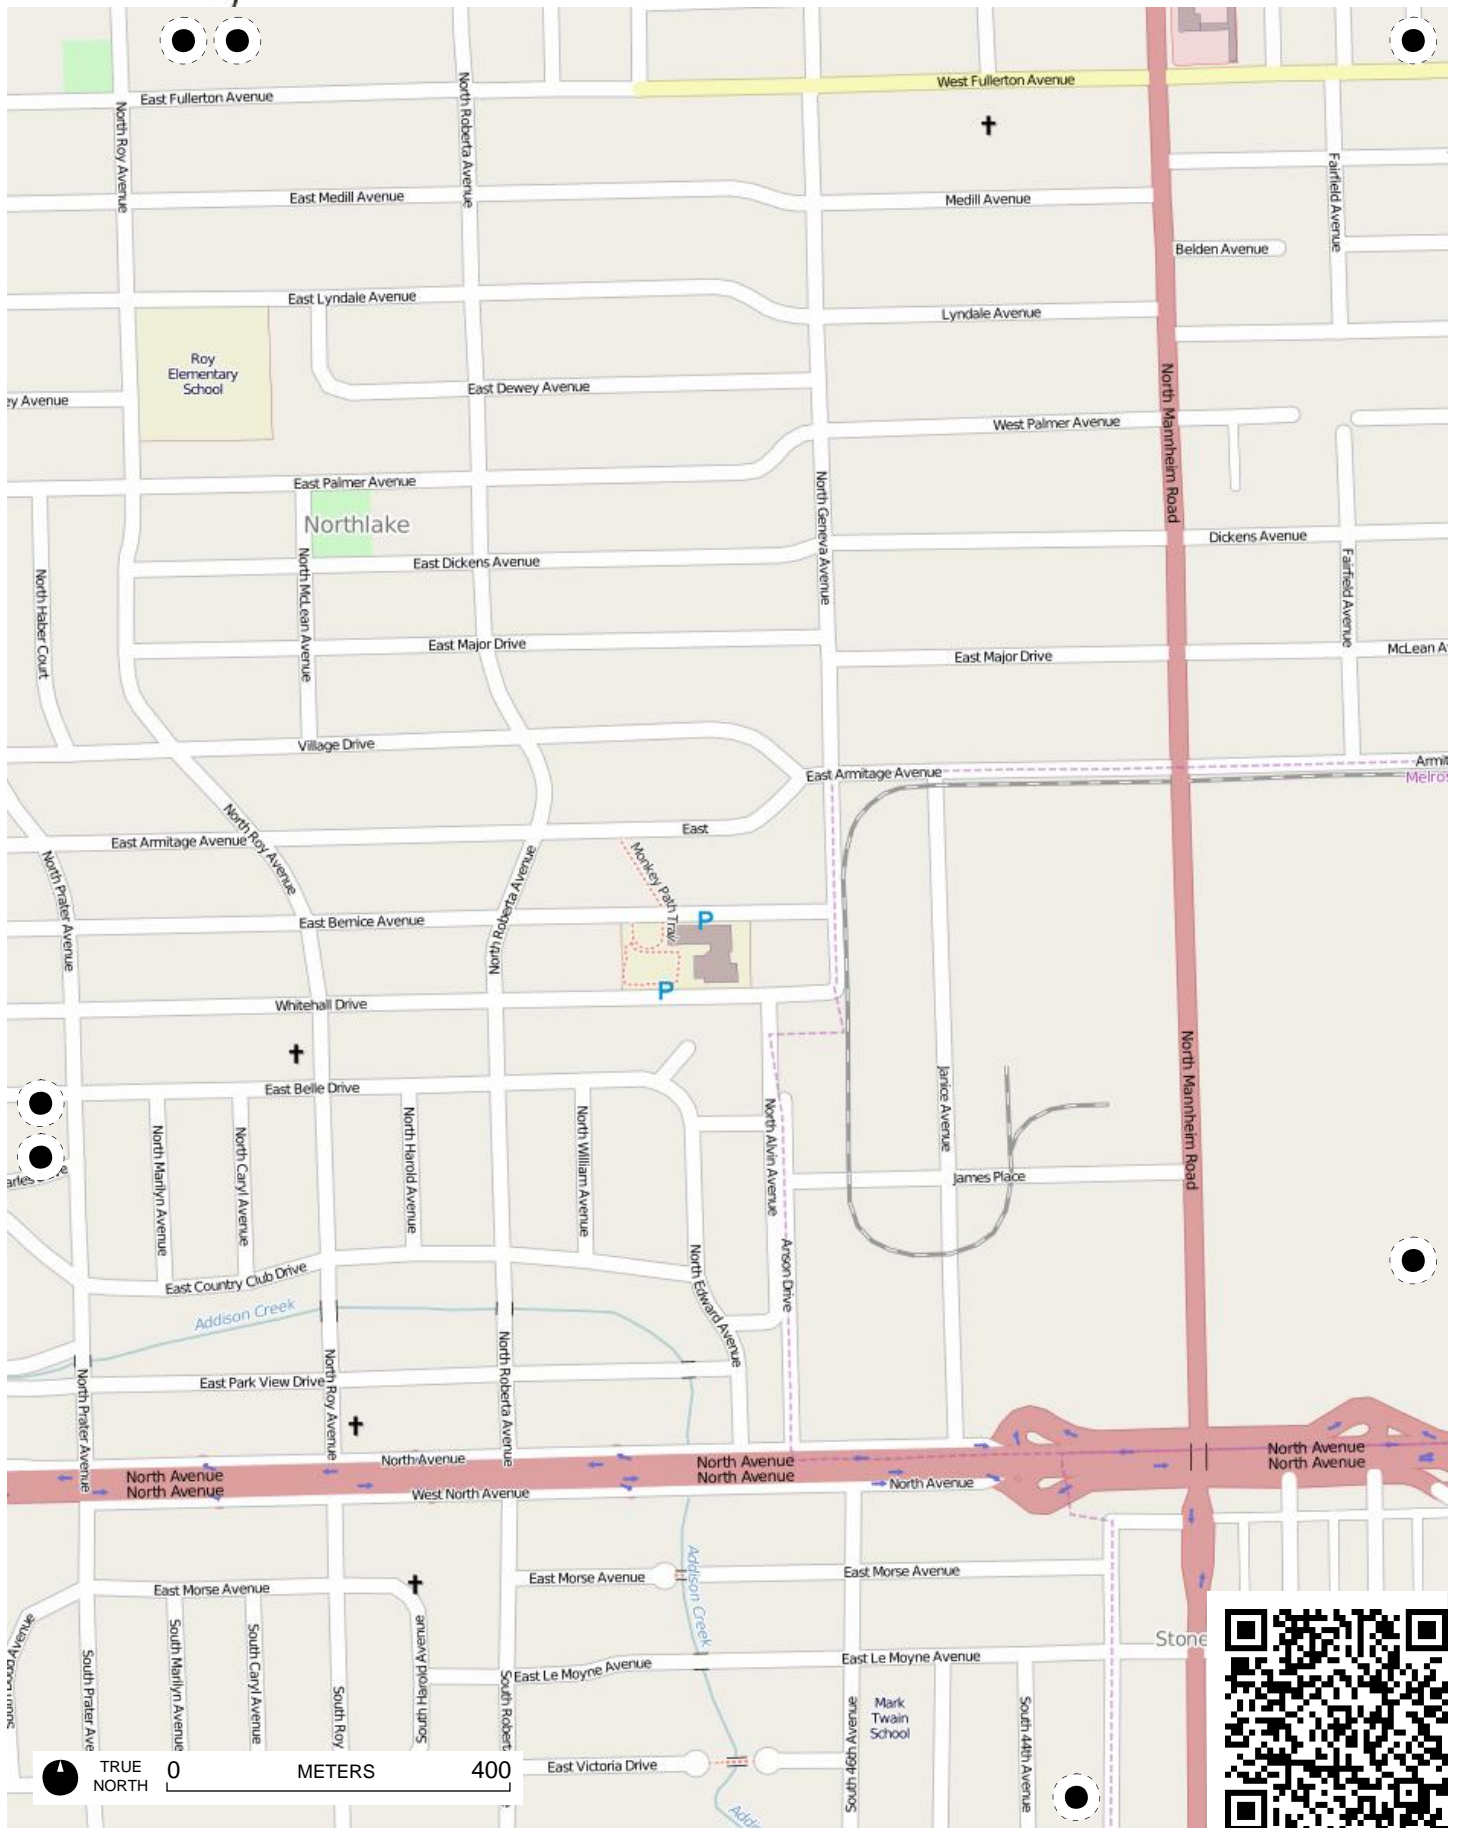 West Fullerton Avenue
East Fullerton Avenue
North Roy Avenue
North Roberta Avenue
Fairfield Avenue
East Medill Avenue
Medill Avenue
Belden Avenue
East Lyndale Avenue
Lyndale Avenue
Roy
Elementary
School
East Dewey Avenue
ey Avenue
North Mannheim Road
West Palmer Avenue
East Palmer Avenue
North Geneva Avenue
Northlake
Dickens Avenue
East Dickens Avenue
North McLean Avenue
North Haber Court
Fairfield Avenue
East Major Drive
East Major Drive
McLean A
Village Drive
East Armitage Avenue
Armit
Melros
North Roy Avenue
East
East Armitage Avenue
Monkey Path Tray
North Prater Avenue
North Roberta Avenue
East Bernice Avenue
P
P
Whitehall Drive
North Mannheim Road
Janice Avenue
East Belle Drive
North Marilyn Avenue
North Caryl Avenue
North Harold Avenue
North William Avenue
North Alvin Avenue
James Place
Anson Drive
North Edward Avenue
East Country Club Drive
Addison Creek
North Roy Avenue
North Roberta Avenue
East Park View Drive
North Prater Avenue
North Avenue
North Avenue
North Avenue
North Avenue
North Avenue
North Avenue
North Avenue
North Avenue
West North Avenue
North Avenue
East Morse Avenue
East Morse Avenue
East Morse Avenue
Addison Creek
South Prater Ave
South Marilyn Avenue
South Caryl Avenue
South Roy
South Harold Avenue
South Robert
East Le Moyne Avenue
East Le Moyne Avenue
Stone
Mark
Twain
School
South 46th Avenue
South 44th Avenue
East Victoria Drive
Addi
TRUE
NORTH
0 METERS 400